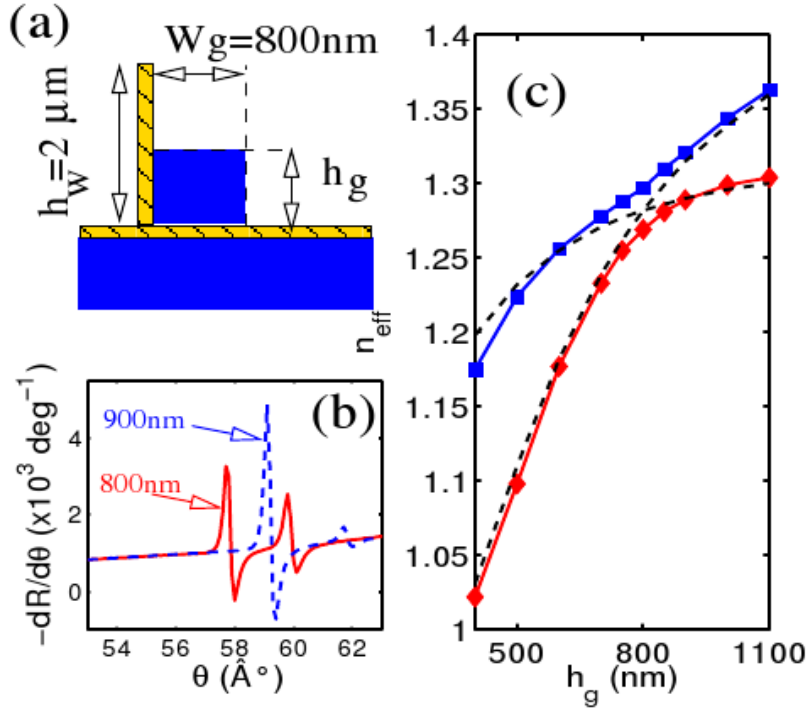 (a)
Wg=800nm
h_w=2 μm
h_g
n_eff
(b)
900nm
800nm
4
2
0
−dR/dθ (x10³ deg⁻¹)
54
56
58
60
62
θ (Â°)
(c)
1.4
1.35
1.3
1.25
1.2
1.15
1.1
1.05
1
500
800
1100
h_g (nm)